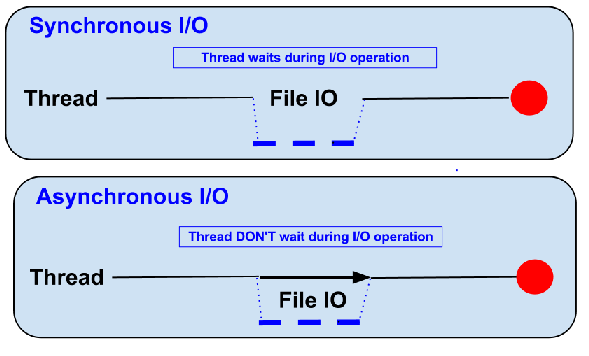 Synchronous I/O
Thread waits during I/O operation
Thread File IO
Asynchronous I/O
Thread DON'T wait during I/O operation
Thread
File IO